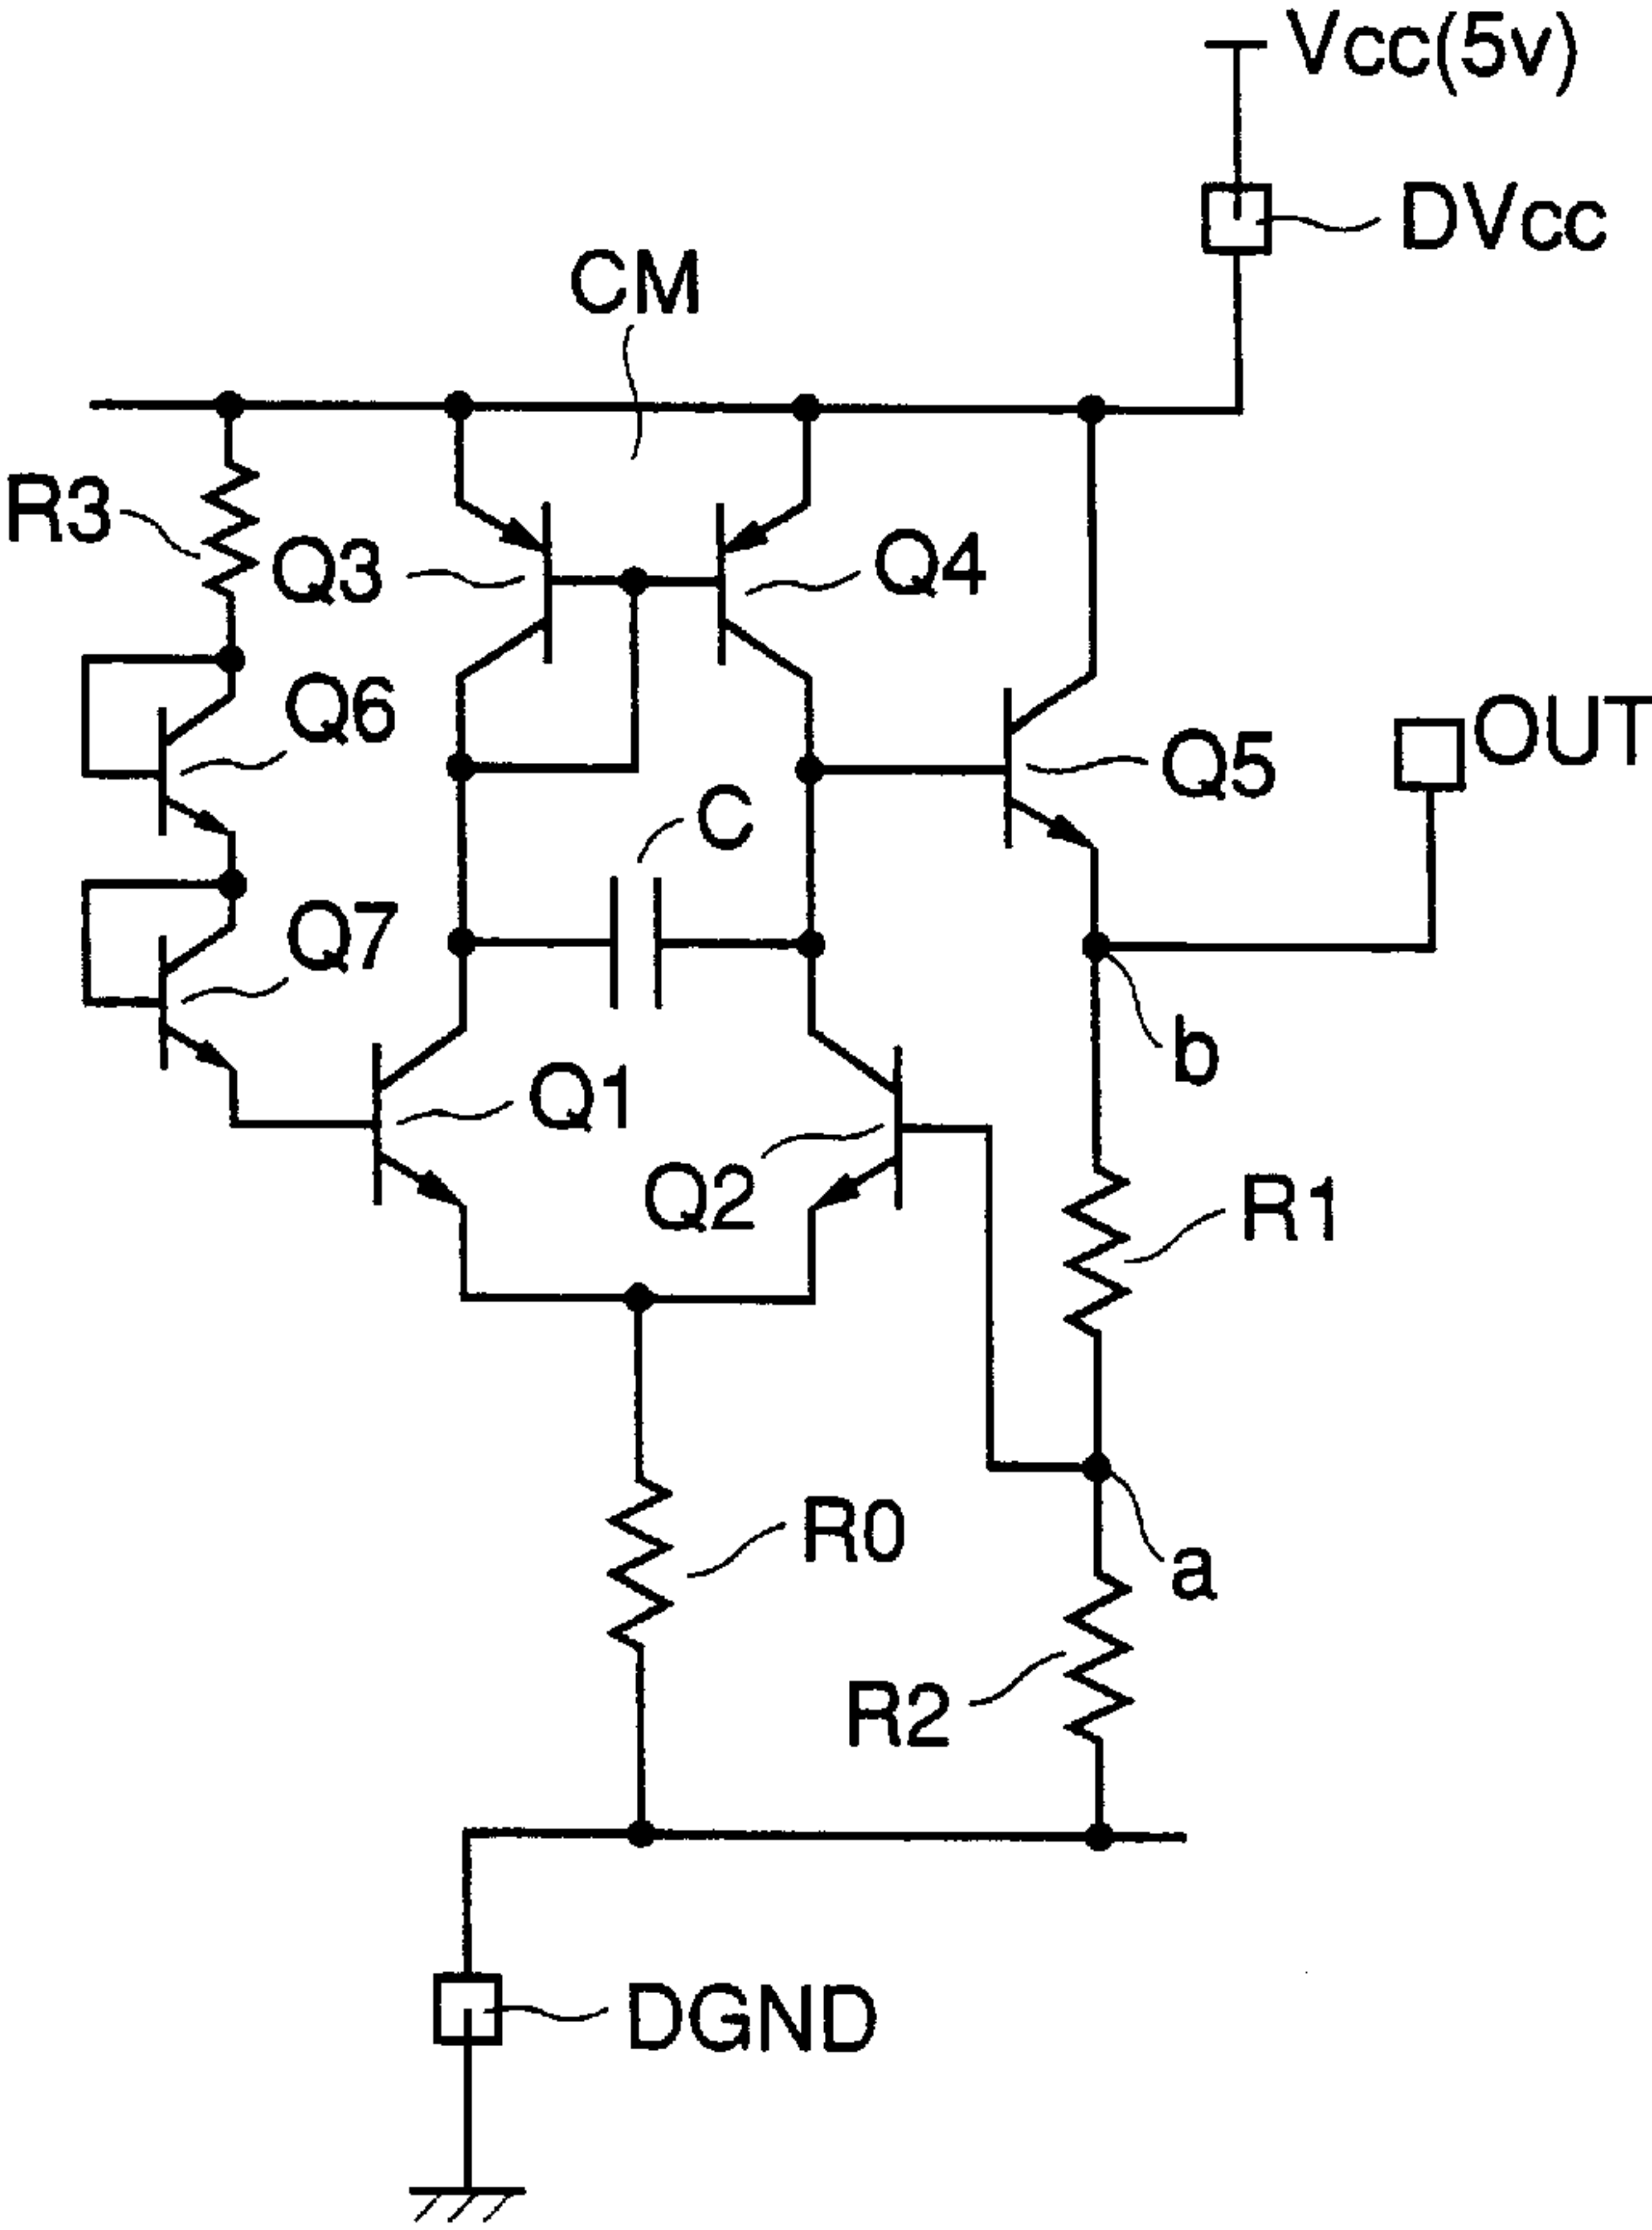 Vcc(5v)
DVcc
CM
R3
Q3
Q4
Q6
Q5
OUT
C
Q7
b
Q1
Q2
R1
R0
a
R2
DGND